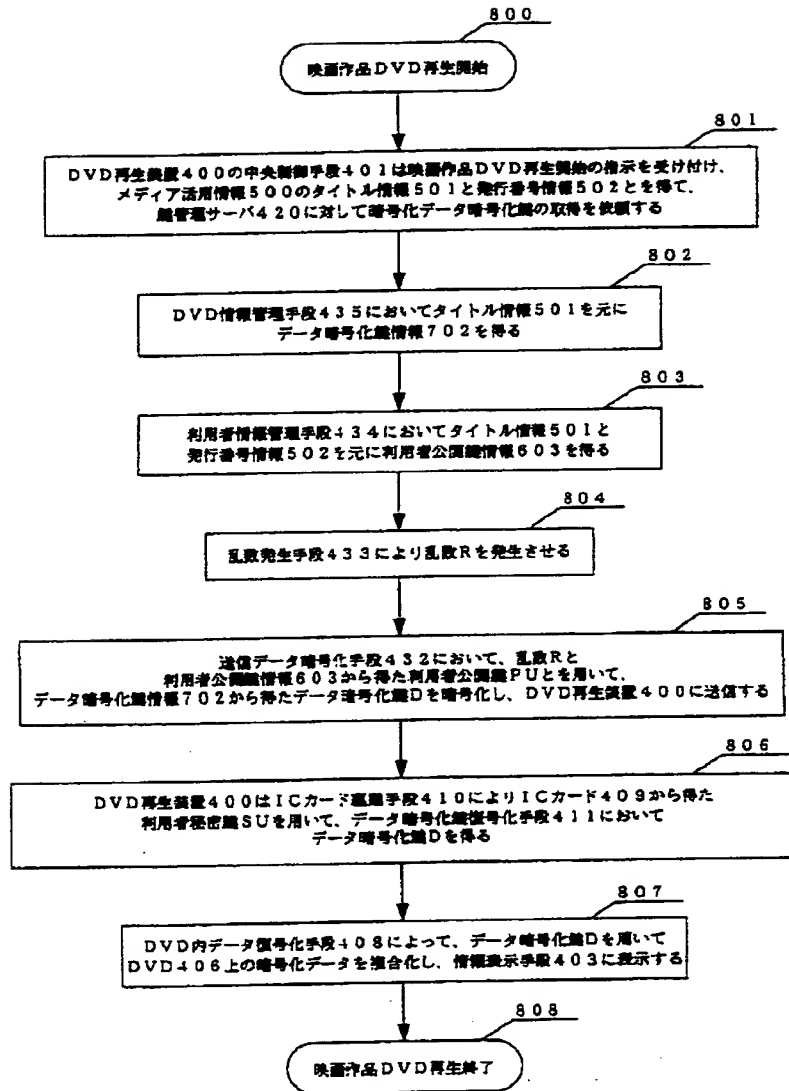 800
映画作品DVD再生開始
801
DVD再生装置400の中央制御手段401は映画作品DVD再生開始の指示を受け付け、
メディア活用情報500のタイトル情報501と発行番号情報502とを得て、
鍵管理サーバ420に対して暗号化データ暗号化鍵の取得を依頼する
802
DVD情報管理手段435においてタイトル情報501を元に
データ暗号化鍵情報702を得る
803
利用者情報管理手段434においてタイトル情報501と
発行番号情報502を元に利用者公開鍵情報603を得る
804
乱数発生手段433により乱数Rを発生させる
805
送信データ暗号化手段432において、乱数Rと
利用者公開鍵情報603から得た利用者公開鍵PUとを用いて、
データ暗号化鍵情報702から得たデータ暗号化鍵Dを暗号化し、DVD再生装置400に送信する
806
DVD再生装置400はICカード処理手段410によりICカード409から得た
利用者秘密鍵SUを用いて、データ暗号化鍵復号化手段411において
データ暗号化鍵Dを得る
807
DVD内データ復号化手段408によって、データ暗号化鍵Dを用いて
DVD406上の暗号化データを復合化し、情報表示手段403に表示する
808
映画作品DVD再生終了